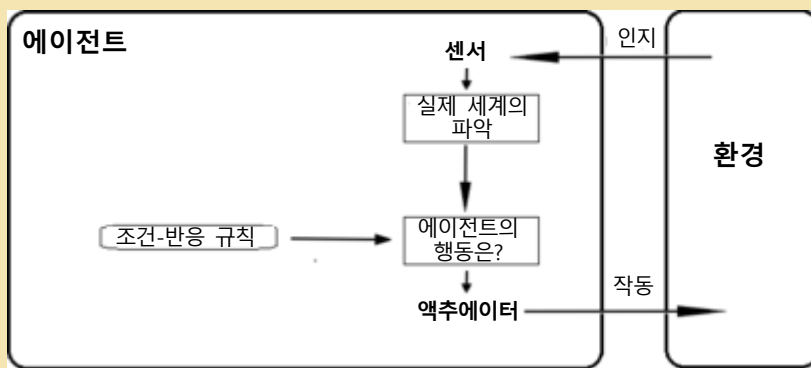 에이전트
센서
인지
실제 세계의
파악
환경
조건-반응 규칙
에이전트의
행동은?
작동
액추에이터